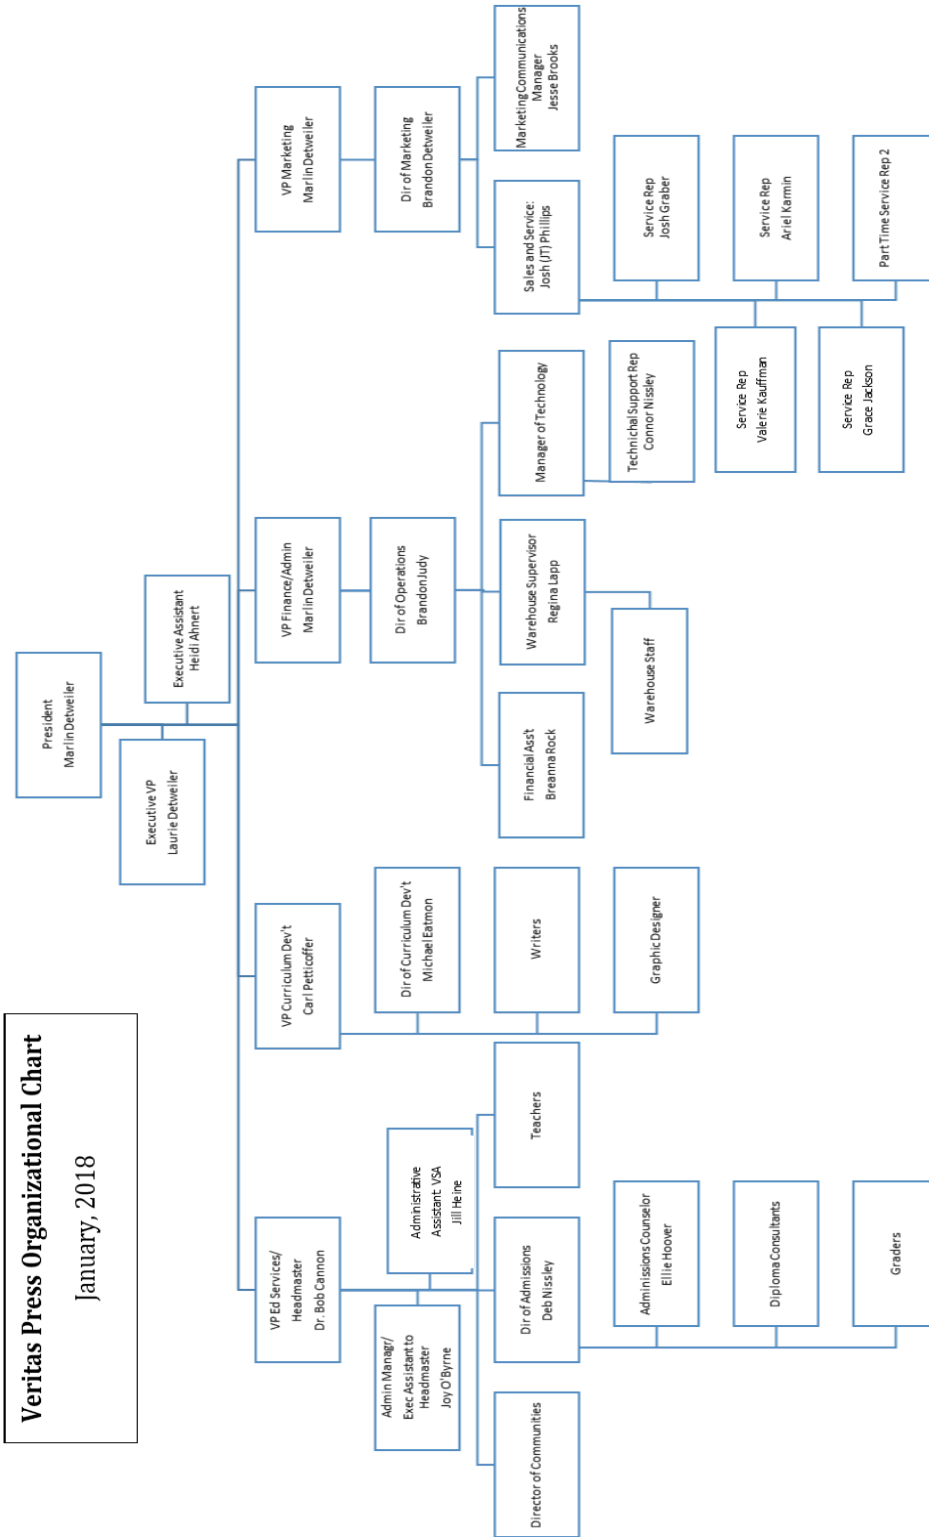 Veritas Press Organizational Chart
January, 2018
President
Marlin Detweiler
Executive VP
Laurie Detweiler
Executive Assistant
Heidi Ahnert
VP Ed Services/
Headmaster
Dr. Bob Cannon
VP Curriculum Dev't
Carl Petticoffer
VP Finance/Admin
Marlin Detweiler
VP Marketing
Marlin Detweiler
Admin Managr/
Exec Assistant to
Headmaster
Joy O'Byrne
Administrative
Assistant VSA
Jill Heine
Dir of Curriculum Dev't
Michael Eatmon
Dir of Operations
Brandon Judy
Dir of Marketing
Brandon Detweiler
Director of Communities
Dir of Admissions
Deb Nissley
Teachers
Writers
Financial Ass't
Breanna Rock
Warehouse Supervisor
Regina Lapp
Manager of Technology
Sales and Service:
Josh (JT) Phillips
Marketing Communications
Manager
Jesse Brooks
Adminissions Counselor
Ellie Hoover
Graphic Designer
Warehouse Staff
Technichal Support Rep
Connor Nissley
Service Rep
Josh Graber
Diploma Consultants
Service Rep
Valerie Kauffman
Service Rep
Ariel Karmin
Graders
Service Rep
Grace Jackson
Part Time Service Rep 2